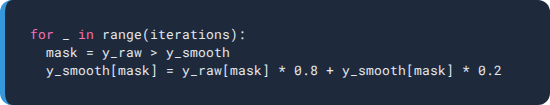 for _ in range(iterations):
  mask = y_raw > y_smooth
  y_smooth[mask] = y_raw[mask] * 0.8 + y_smooth[mask] * 0.2